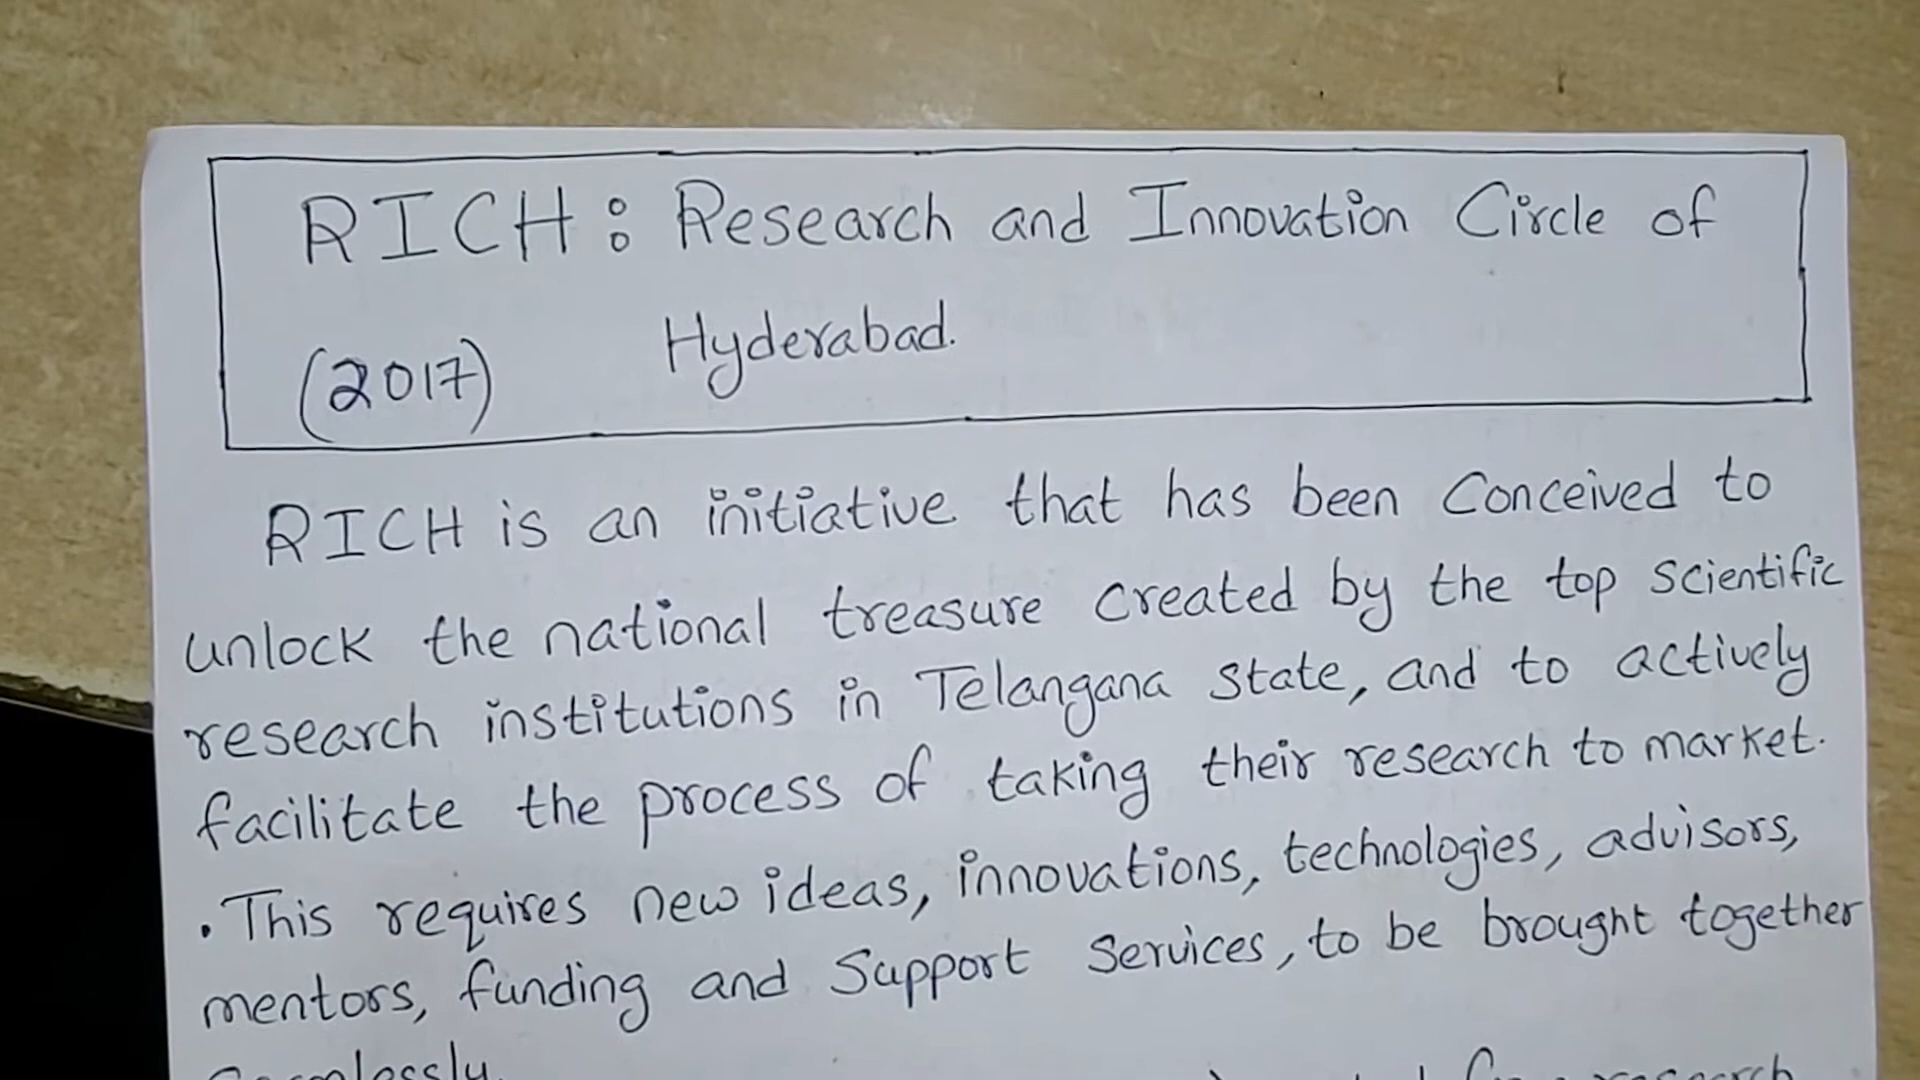 RICH: Research and Innovation Circle of
(2017) Hyderabad.
RICH is an initiative that has been Conceived to
unlock the national treasure created by the top scientific
research institutions in Telangana state, and to actively
facilitate the process of taking their research to market.
• This requires new ideas, innovations, technologies, advisors,
mentors, funding and Support Services, to be brought together
Seamlessly. research